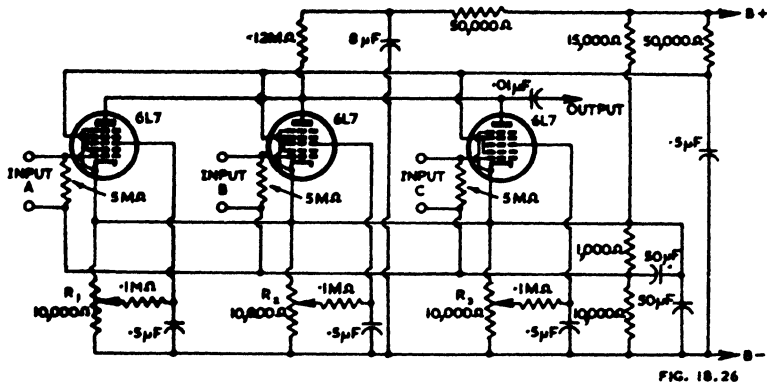 B+
·12MΩ
8µF
50,000Ω
15,000Ω
50,000Ω
·01µF
OUTPUT
6L7
6L7
6L7
INPUT
A
INPUT
B
INPUT
C
·5MΩ
·5MΩ
·5MΩ
·5µF
1,000Ω
50µF
R1
10,000Ω
·1MΩ
·5µF
R2
10,000Ω
·1MΩ
·5µF
R3
10,000Ω
·1MΩ
·5µF
10,000Ω
50µF
B-
FIG. 18.26